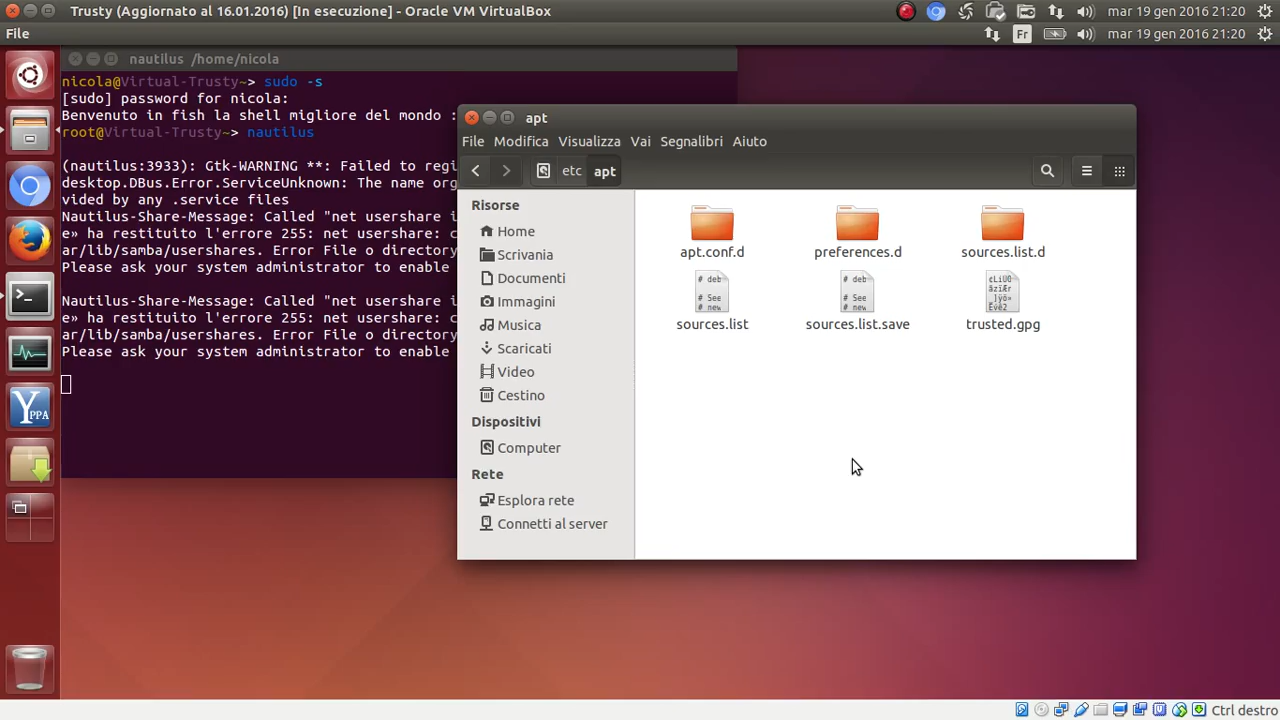 Trusty (Aggiornato al 16.01.2016) [In esecuzione] - Oracle VM VirtualBox
mar 19 gen 2016 21:20
File
Fr
mar 19 gen 2016 21:20
nautilus /home/nicola
nicola@Virtual-Trusty~> sudo -s
[sudo] password for nicola:
Benvenuto in fish la shell migliore del mondo :
root@Virtual-Trusty~> nautilus
(nautilus:3933): Gtk-WARNING **: Failed to regi
desktop.DBus.Error.ServiceUnknown: The name org
vided by any .service files
Nautilus-Share-Message: Called "net usershare i
e» ha restituito l'errore 255: net usershare: c
ar/lib/samba/usershares. Error File o directory
Please ask your system administrator to enable
Nautilus-Share-Message: Called "net usershare i
e» ha restituito l'errore 255: net usershare: c
ar/lib/samba/usershares. Error File o directory
Please ask your system administrator to enable
YPPA
apt
File Modifica Visualizza Vai Segnalibri Aiuto
etc apt
Risorse
Home
Scrivania
Documenti
Immagini
Musica
Scaricati
Video
Cestino
Dispositivi
Computer
Rete
Esplora rete
Connetti al server
apt.conf.d
preferences.d
sources.list.d
# deb
# See
# new
# deb
# See
# new
sources.list
sources.list.save
trusted.gpg
Ctrl destro